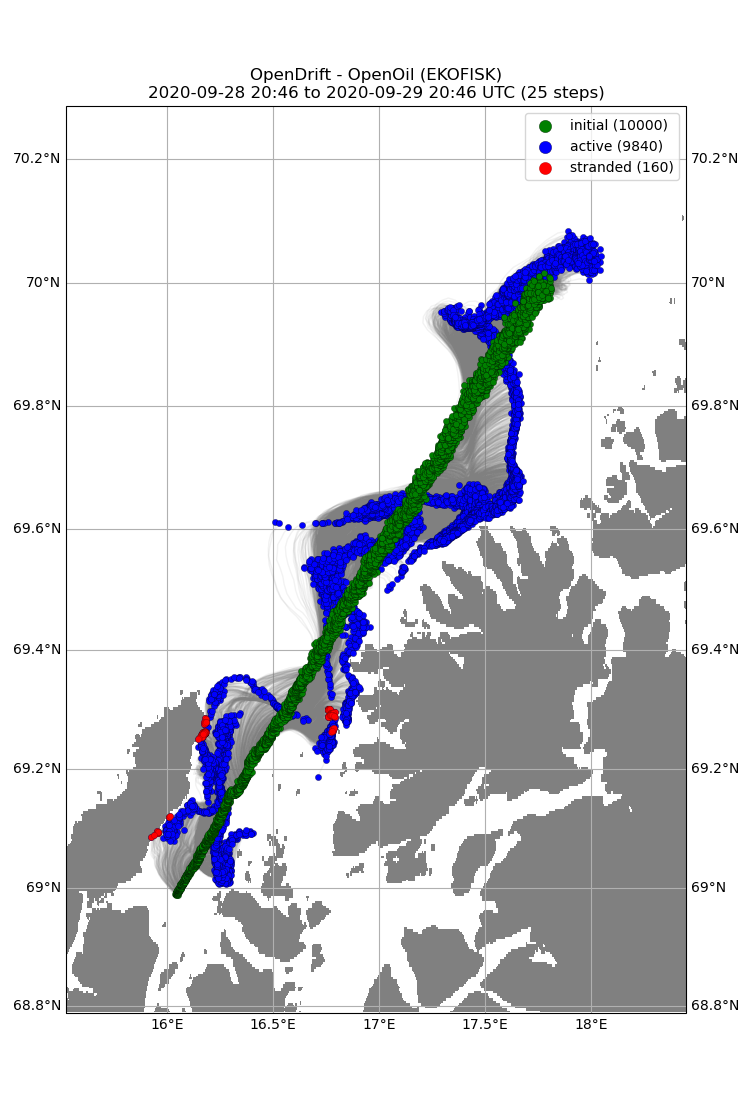 OpenDrift - OpenOil (EKOFISK)
2020-09-28 20:46 to 2020-09-29 20:46 UTC (25 steps)
initial (10000)
active (9840)
stranded (160)
70.2°N 70.2°N
70°N 70°N
69.8°N 69.8°N
69.6°N 69.6°N
69.4°N 69.4°N
69.2°N 69.2°N
69°N 69°N
68.8°N 68.8°N
16°E 16.5°E 17°E 17.5°E 18°E